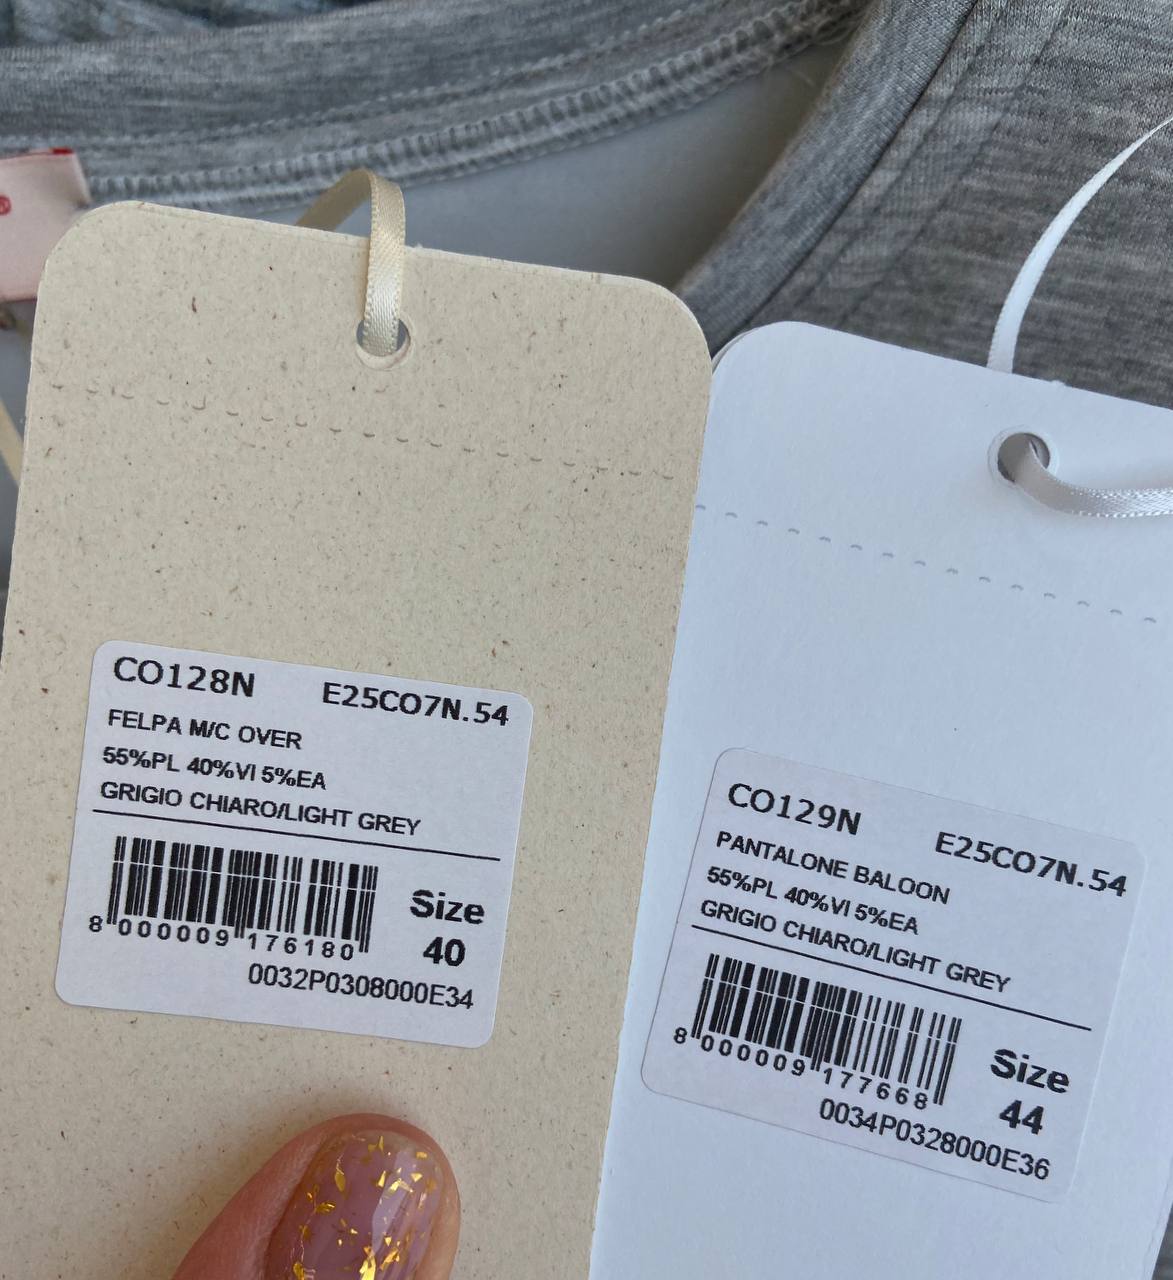 ®
CO128N E25CO7N.54
FELPA M/C OVER
55%PL 40%VI 5%EA
GRIGIO CHIARO/LIGHT GREY
Size
40
8 000009 176180
0032P0308000E34
CO129N E25CO7N.54
PANTALONE BALOON
55%PL 40%VI 5%EA
GRIGIO CHIARO/LIGHT GREY
Size
44
8 000009 177668
0034P0328000E36